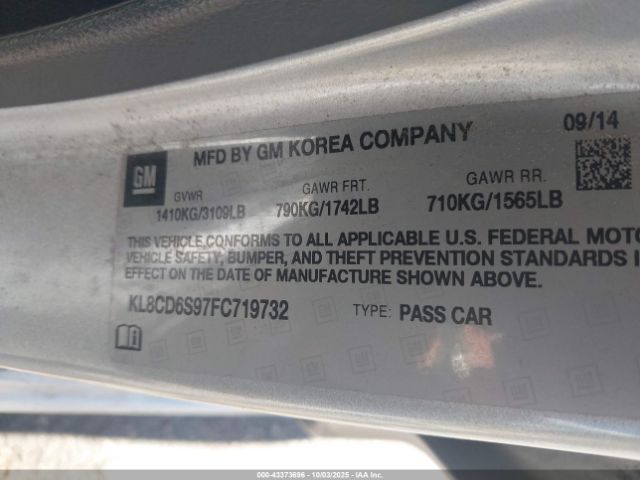 09/14
MFD BY GM KOREA COMPANY
GM
GVWR GAWR FRT. GAWR RR.
1410KG/3109LB 790KG/1742LB 710KG/1565LB
THIS VEHICLE CONFORMS TO ALL APPLICABLE U.S. FEDERAL MOTO
VEHICLE SAFETY, BUMPER, AND THEFT PREVENTION STANDARDS I
EFFECT ON THE DATE OF MANUFACTURE SHOWN ABOVE.
KL8CD6S97FC719732 TYPE: PASS CAR
000-43373696 | 10/03/2025 | IAAI.COM